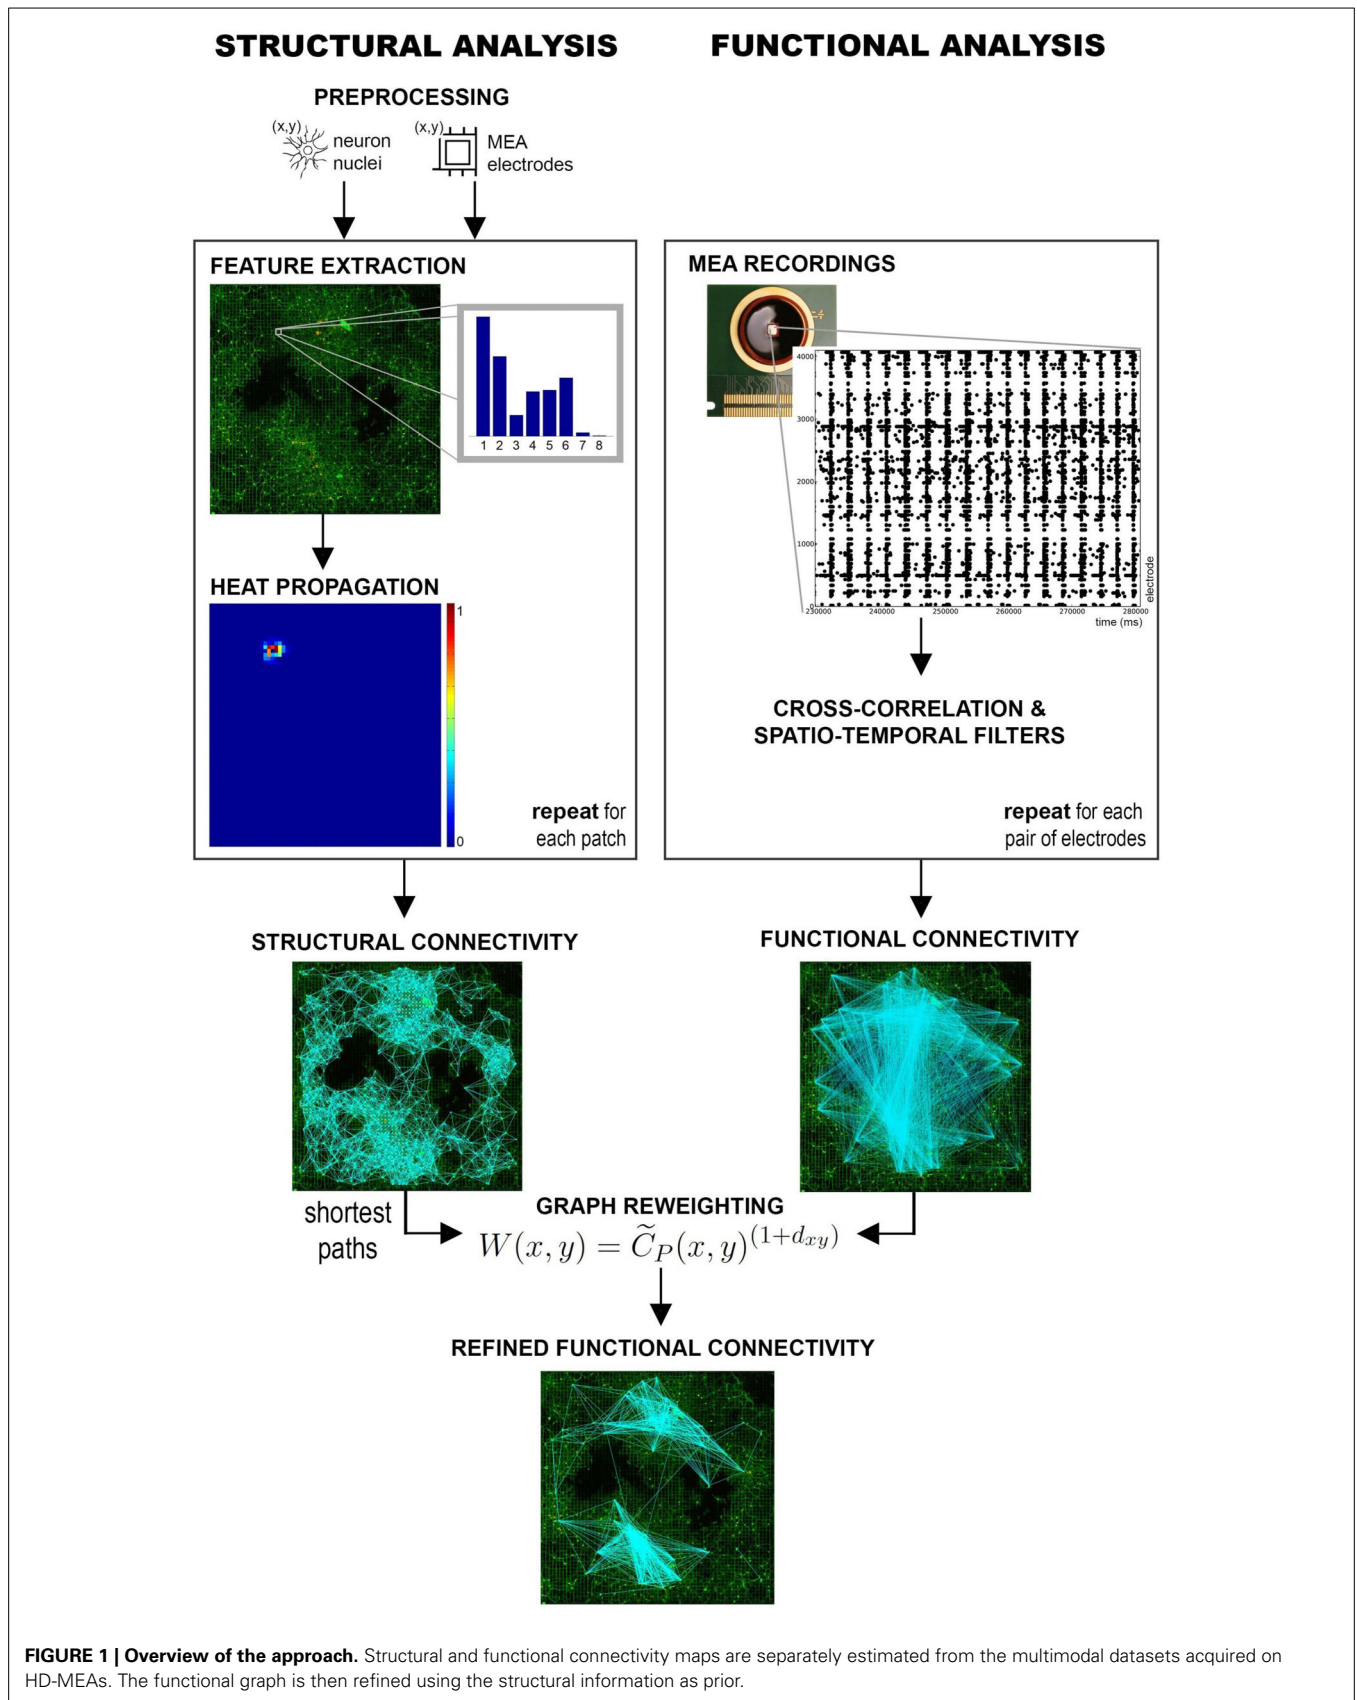 STRUCTURAL ANALYSIS
FUNCTIONAL ANALYSIS
PREPROCESSING
(x,y)
neuron
nuclei
(x,y)
MEA
electrodes
FEATURE EXTRACTION
1 2 3 4 5 6 7 8
HEAT PROPAGATION
1
0
repeat for
each patch
MEA RECORDINGS
4000
3000
2000
1000
0
230000 240000 250000 260000 270000 280000
time (ms)
electrode
CROSS-CORRELATION &
SPATIO-TEMPORAL FILTERS
repeat for each
pair of electrodes
STRUCTURAL CONNECTIVITY
FUNCTIONAL CONNECTIVITY
shortest
paths
GRAPH REWEIGHTING
W(x, y) = C̃_P(x, y)^(1+d_xy)
REFINED FUNCTIONAL CONNECTIVITY
FIGURE 1 | Overview of the approach. Structural and functional connectivity maps are separately estimated from the multimodal datasets acquired on
HD-MEAs. The functional graph is then refined using the structural information as prior.